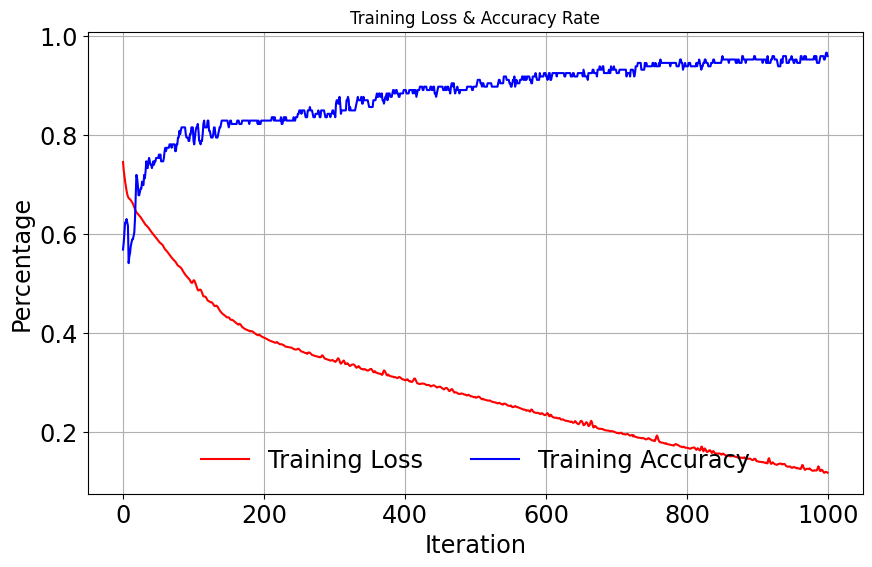 Training Loss & Accuracy Rate
1.0
0.8
0.6
0.4
0.2
Percentage
Training Loss Training Accuracy
0 200 400 600 800 1000
Iteration